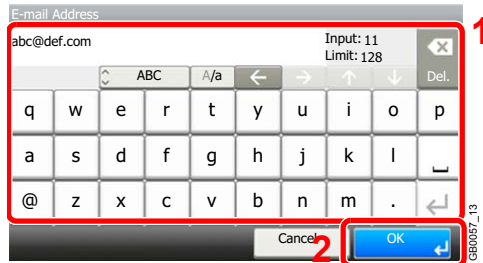 E-mail Address
1
abc@def.com
Input: 11
Limit: 128
Del.
ABC
A/a
q w e r t y u i o p
a s d f g h j k l
@ z x c v b n m .
Cancel
2
OK
GB0057_13